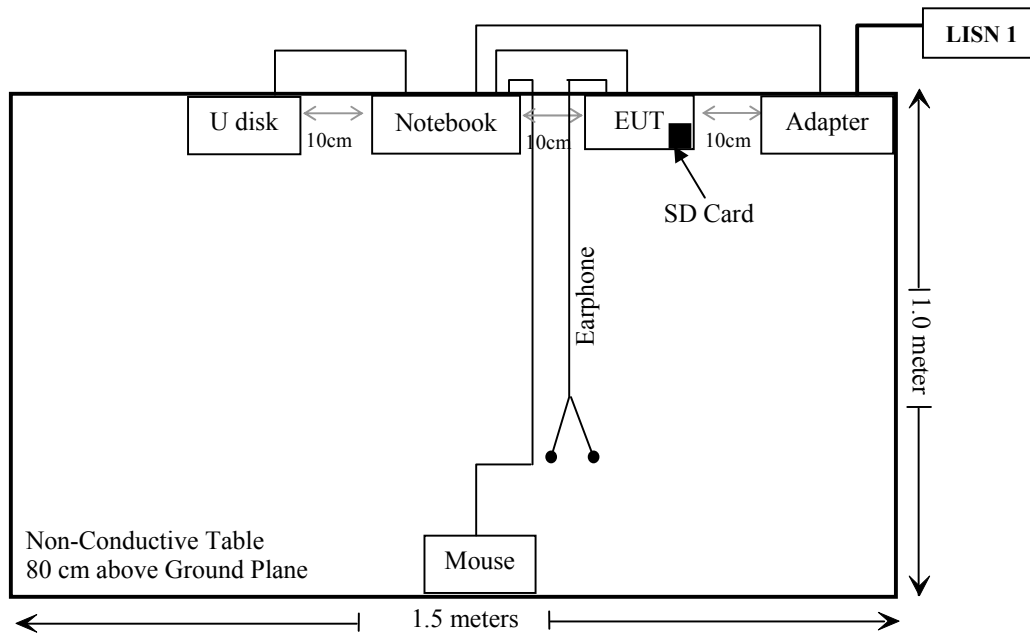 LISN 1
U disk
Notebook
EUT
Adapter
10cm
10cm
10cm
SD Card
Earphone
1.0 meter
Mouse
Non-Conductive Table
80 cm above Ground Plane
1.5 meters